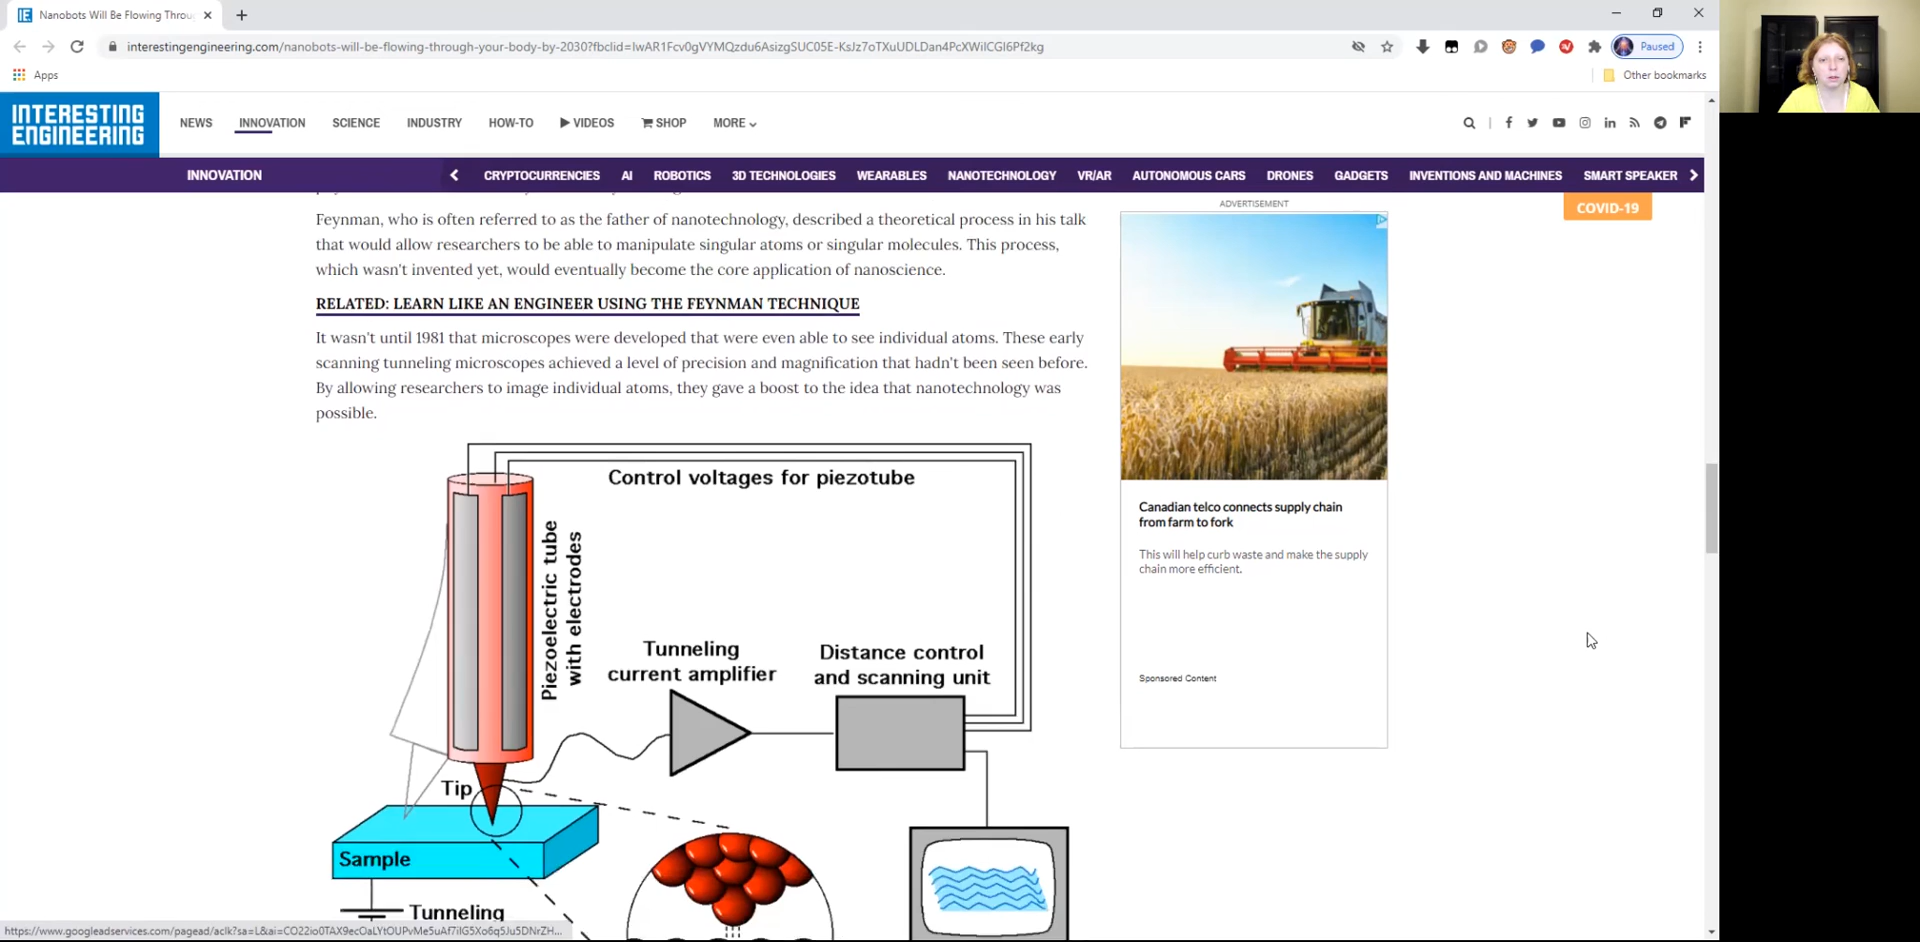 Nanobots Will Be Flowing Throu
interestingengineering.com/nanobots-will-be-flowing-through-your-body-by-2030?fbclid=IwAR1Fcv0gVYMQzdu6AsizgSUC05E-KsJz7oTXuUDLDan4PcXWilCGl6Pf2kg
Paused
Apps
Other bookmarks
INTERESTING
ENGINEERING
NEWS INNOVATION SCIENCE INDUSTRY HOW-TO VIDEOS SHOP MORE
INNOVATION CRYPTOCURRENCIES AI ROBOTICS 3D TECHNOLOGIES WEARABLES NANOTECHNOLOGY VR/AR AUTONOMOUS CARS DRONES GADGETS INVENTIONS AND MACHINES SMART SPEAKER
COVID-19
Feynman, who is often referred to as the father of nanotechnology, described a theoretical process in his talk
that would allow researchers to be able to manipulate singular atoms or singular molecules. This process,
which wasn't invented yet, would eventually become the core application of nanoscience.
RELATED: LEARN LIKE AN ENGINEER USING THE FEYNMAN TECHNIQUE
It wasn't until 1981 that microscopes were developed that were even able to see individual atoms. These early
scanning tunneling microscopes achieved a level of precision and magnification that hadn't been seen before.
By allowing researchers to image individual atoms, they gave a boost to the idea that nanotechnology was
possible.
Control voltages for piezotube
Piezoelectric tube
with electrodes
Tunneling
current amplifier
Distance control
and scanning unit
Tip
Sample
Tunneling
ADVERTISEMENT
Canadian telco connects supply chain
from farm to fork
This will help curb waste and make the supply
chain more efficient.
Sponsored Content